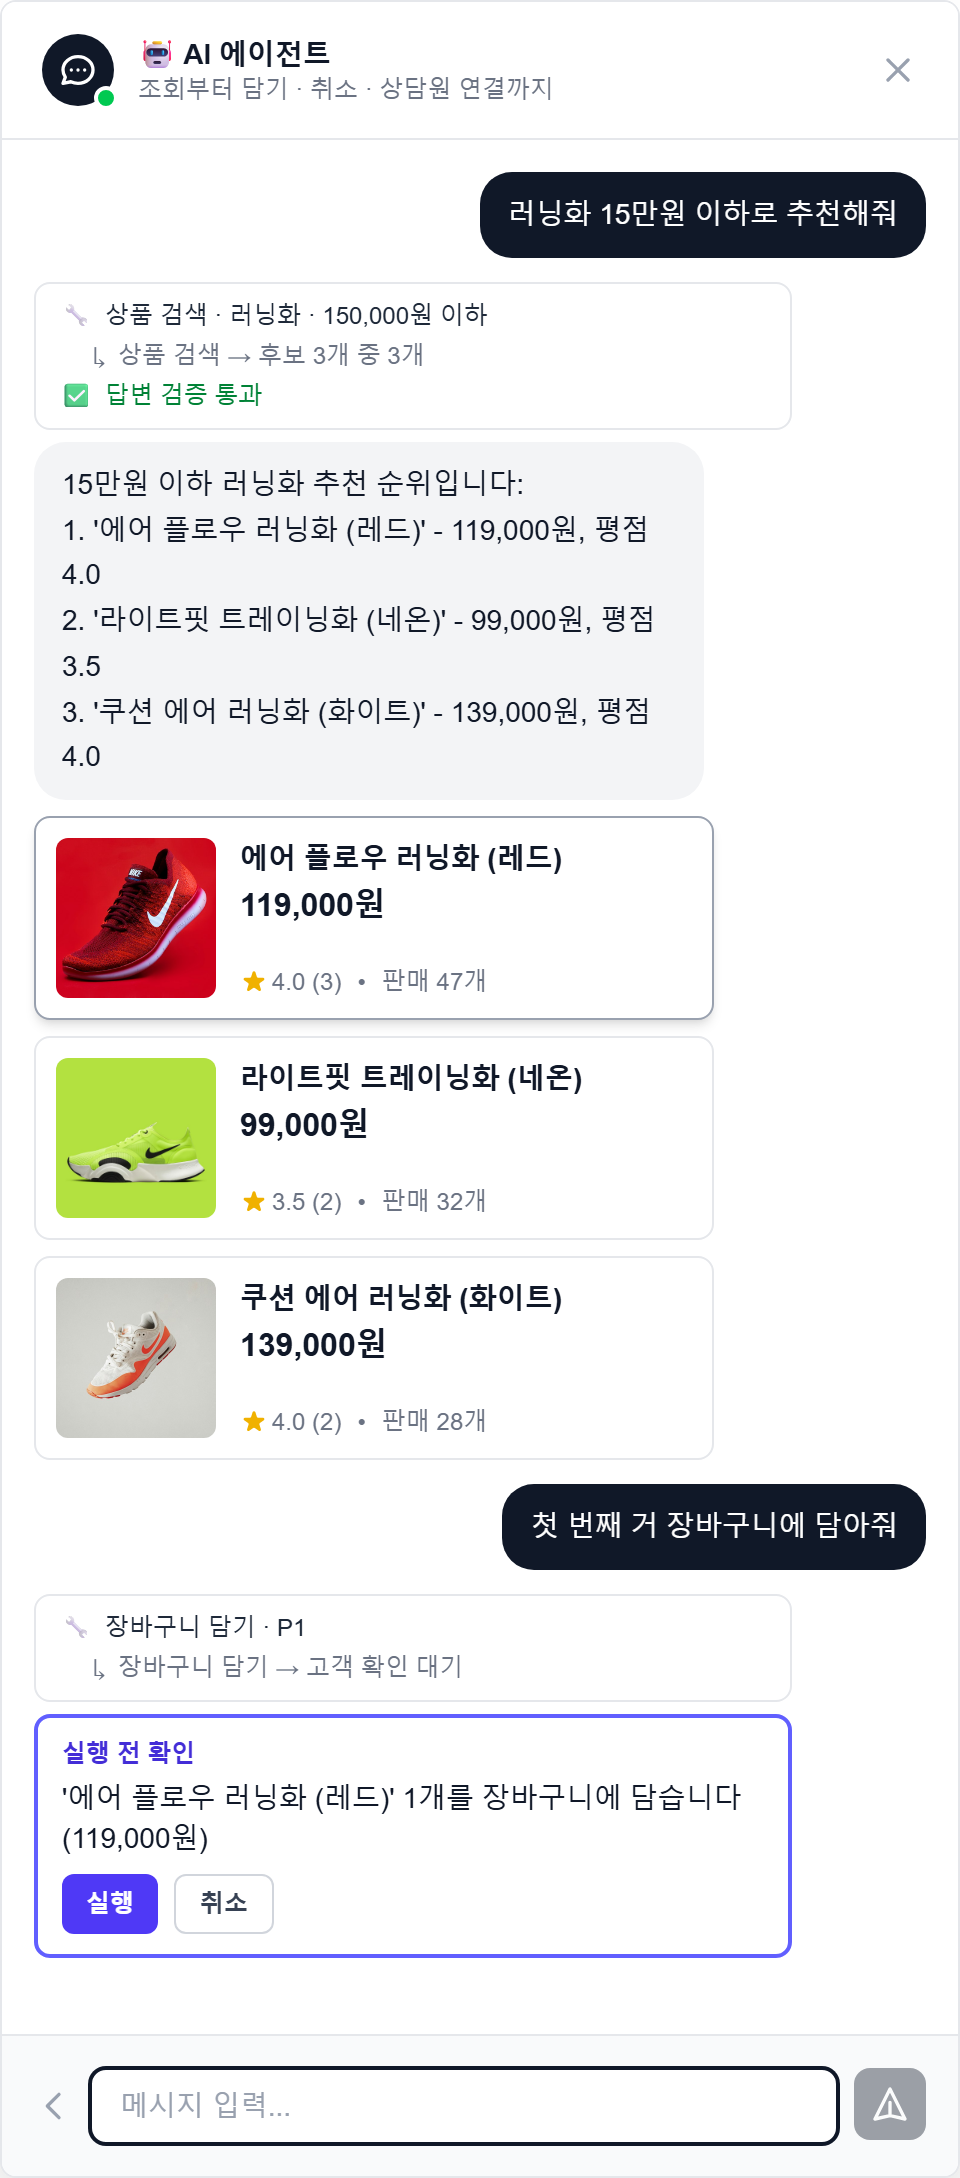 AI 에이전트
조회부터 담기 · 취소 · 상담원 연결까지
러닝화 15만원 이하로 추천해줘
상품 검색 · 러닝화 · 150,000원 이하
↳ 상품 검색 → 후보 3개 중 3개
답변 검증 통과
15만원 이하 러닝화 추천 순위입니다:
1. '에어 플로우 러닝화 (레드)' - 119,000원, 평점
4.0
2. '라이트핏 트레이닝화 (네온)' - 99,000원, 평점
3.5
3. '쿠션 에어 러닝화 (화이트)' - 139,000원, 평점
4.0
NIKE
에어 플로우 러닝화 (레드)
119,000원
4.0 (3) • 판매 47개
라이트핏 트레이닝화 (네온)
99,000원
3.5 (2) • 판매 32개
쿠션 에어 러닝화 (화이트)
139,000원
4.0 (2) • 판매 28개
첫 번째 거 장바구니에 담아줘
장바구니 담기 · P1
↳ 장바구니 담기 → 고객 확인 대기
실행 전 확인
'에어 플로우 러닝화 (레드)' 1개를 장바구니에 담습니다
(119,000원)
실행 취소
메시지 입력...